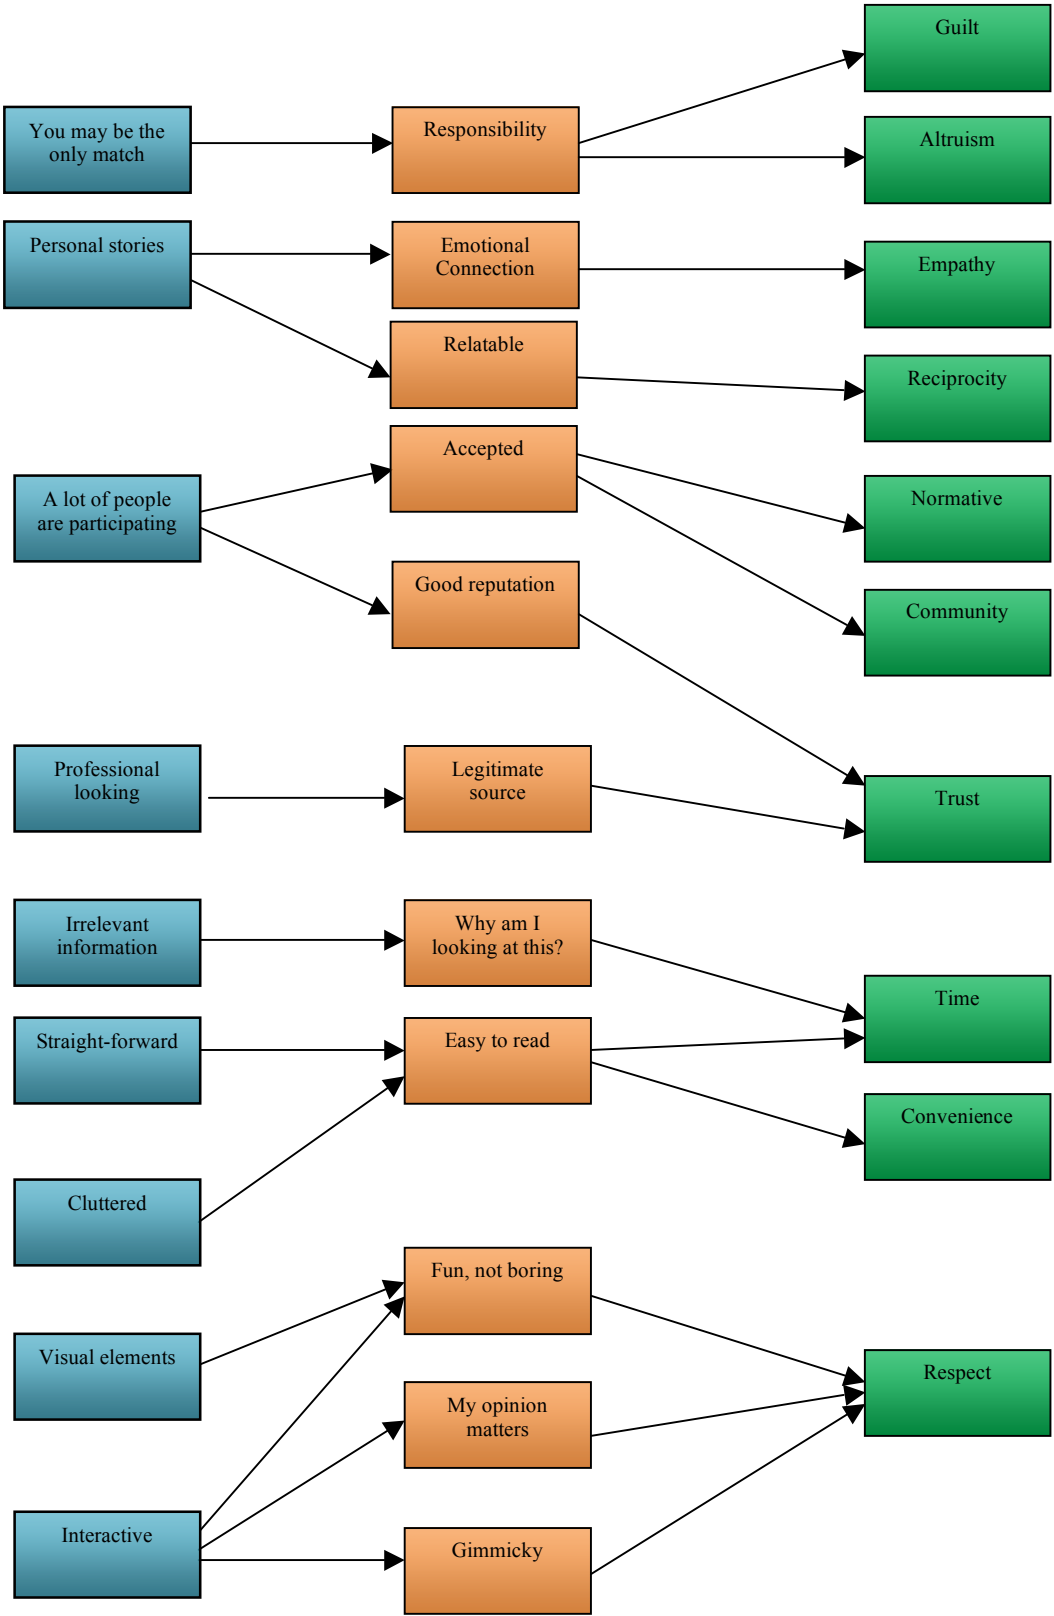 Guilt
You may be the
only match
Responsibility
Altruism
Personal stories
Emotional
Connection
Empathy
Relatable
Reciprocity
A lot of people
are participating
Accepted
Normative
Good reputation
Community
Professional
looking
Legitimate
source
Trust
Irrelevant
information
Why am I
looking at this?
Time
Straight-forward
Easy to read
Convenience
Cluttered
Fun, not boring
Visual elements
My opinion
matters
Respect
Interactive
Gimmicky